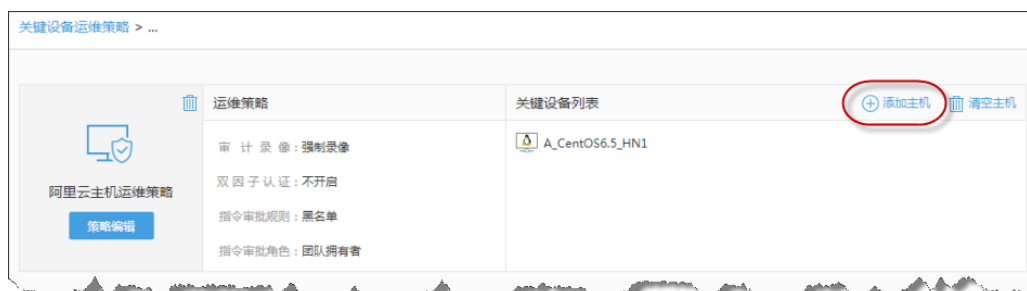 关键设备运维策略 > ...
运维策略
关键设备列表
添加主机
清空主机
审计录像：强制录像
A_CentOS6.5_HN1
双因子认证：不开启
阿里云主机运维策略
指令审批规则：黑名单
策略编辑
指令审批角色：团队拥有者